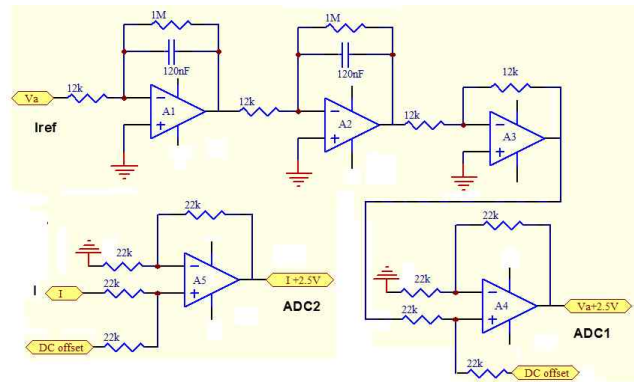 1M
120nF
12k
Va
A1
Iref
1M
120nF
12k
A2
12k
12k
A3
22k
22k
A5
I
I
22k
I +2.5V
ADC2
DC offset
22k
22k
22k
22k
A4
Va+2.5V
ADC1
22k
DC offset